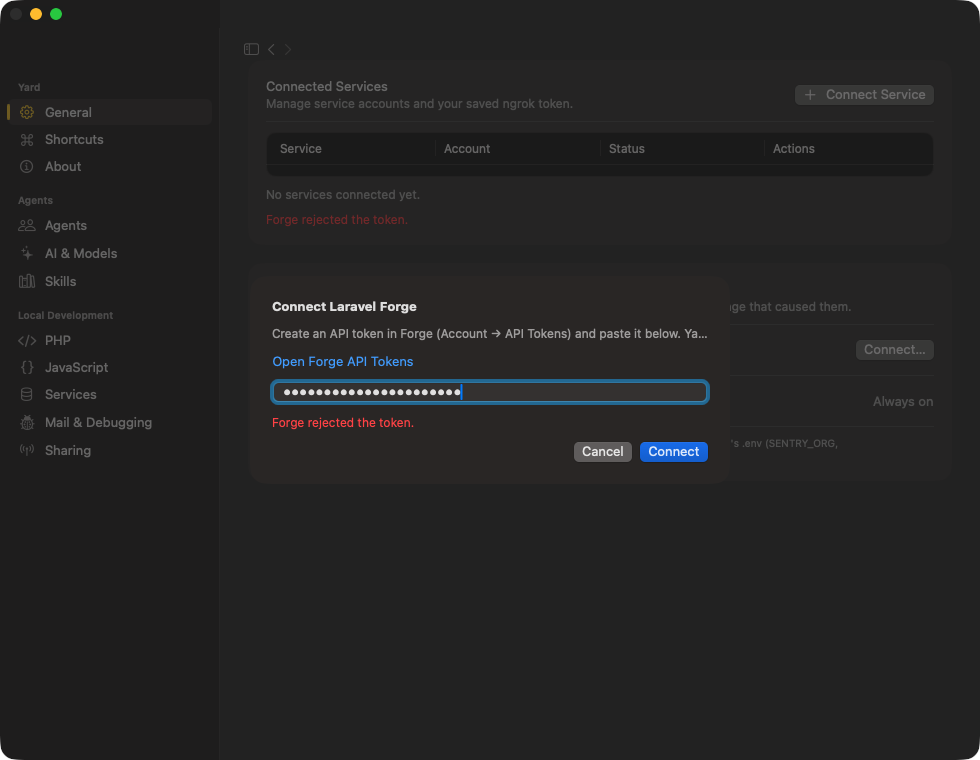 Yard
General
Shortcuts
About
Agents
Agents
AI & Models
Skills
Local Development
PHP
JavaScript
Services
Mail & Debugging
Sharing
Connected Services
Manage service accounts and your saved ngrok token.
Connect Service
Service Account Status Actions
No services connected yet.
Forge rejected the token.
ge that caused them.
Connect...
Always on
's .env (SENTRY_ORG,
Connect Laravel Forge
Create an API token in Forge (Account → API Tokens) and paste it below. Ya...
Open Forge API Tokens
Forge rejected the token.
Cancel Connect